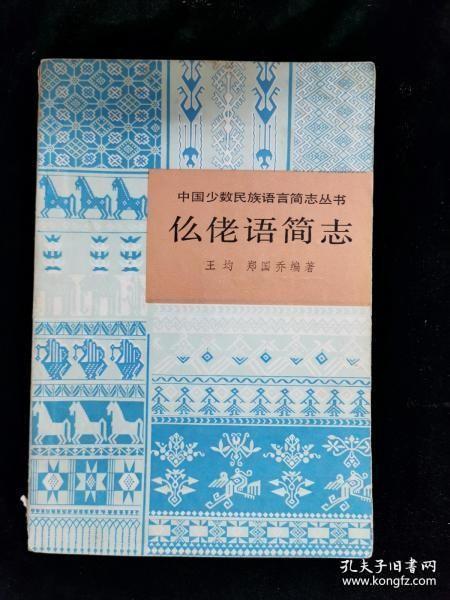 中国少数民族语言简志丛书
仫佬语简志
王均 郑国乔编著
孔夫子旧书网
www.kongfz.com